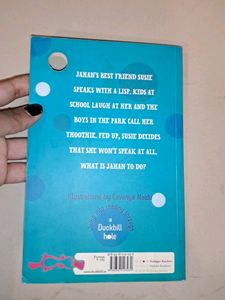 JAHAN'S BEST FRIEND SUSIE
SPEAKS WITH A LISP. KIDS AT
SCHOOL LAUGH AT HER AND THE
BOYS IN THE PARK CALL HER
THOOTHIE. FED UP, SUSIE DECIDES
THAT SHE WON'T SPEAK AT ALL.
WHAT IS JAHAN TO DO?
Illustrations by Lavanya Naidu
a
Duckbill
hole